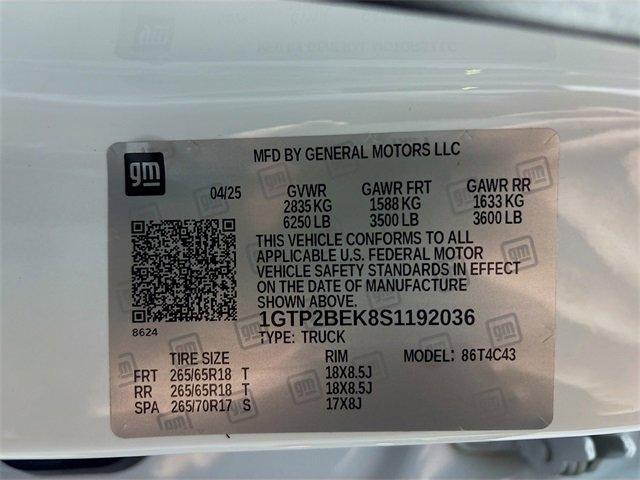 gm
MFD BY GENERAL MOTORS LLC
04/25 GVWR GAWR FRT GAWR RR
2835 KG 1588 KG 1633 KG
6250 LB 3500 LB 3600 LB
THIS VEHICLE CONFORMS TO ALL
APPLICABLE U.S. FEDERAL MOTOR
VEHICLE SAFETY STANDARDS IN EFFECT
ON THE DATE OF MANUFACTURE
SHOWN ABOVE.
1GTP2BEK8S1192036
8624 TYPE: TRUCK
TIRE SIZE RIM MODEL: 86T4C43
FRT 265/65R18 T 18X8.5J
RR 265/65R18 T 18X8.5J
SPA 265/70R17 S 17X8J